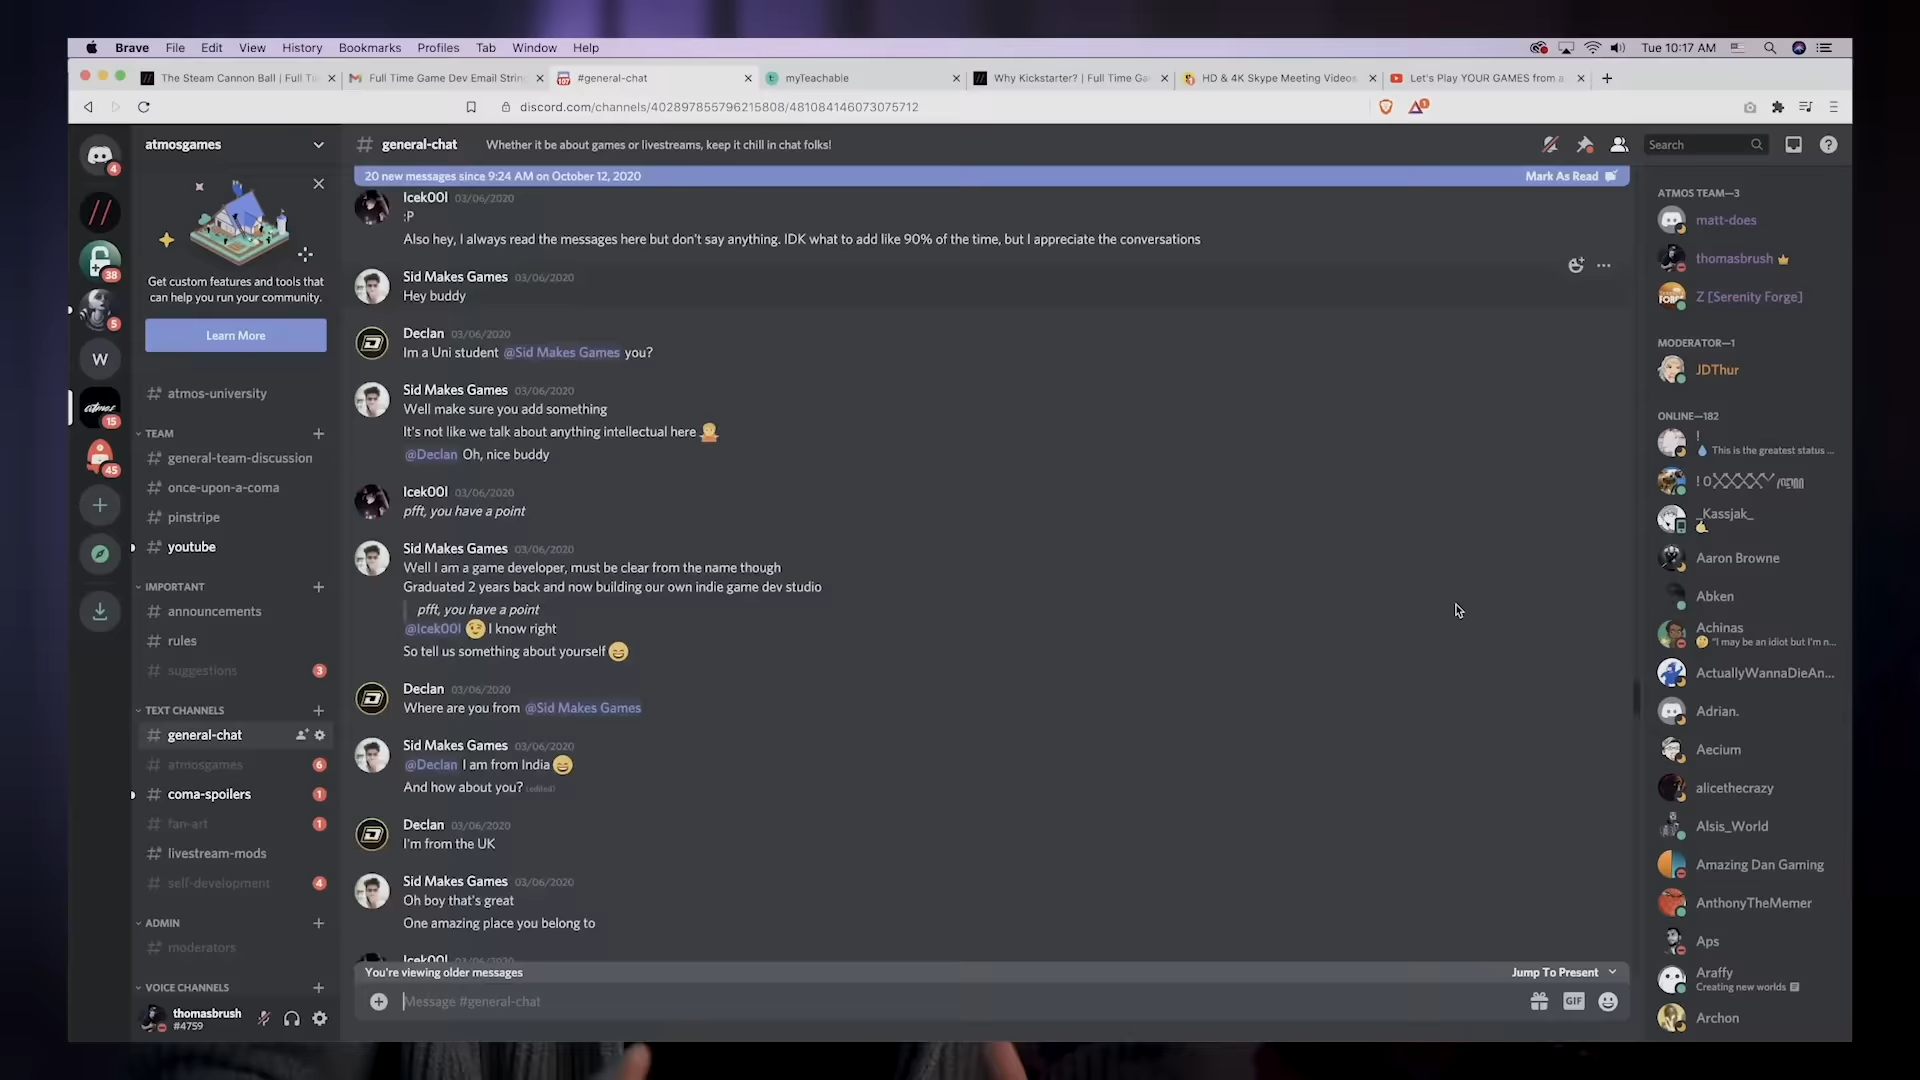 Brave File Edit View History Bookmarks Profiles Tab Window Help
Tue 10:17 AM
The Steam Cannon Ball | Full Ti
Full Time Game Dev Email Strin
#general-chat
myTeachable
Why Kickstarter? | Full Time Ga
HD & 4K Skype Meeting Videos
Let's Play YOUR GAMES from a
discord.com/channels/402897855796215808/481084146073075712
1
atmosgames
general-chat
Whether it be about games or livestreams, keep it chill in chat folks!
Search
4
38
5
W
atmos
15
45
Get custom features and tools that
can help you run your community.
Learn More
atmos-university
TEAM
general-team-discussion
once-upon-a-coma
pinstripe
youtube
IMPORTANT
announcements
rules
suggestions 3
TEXT CHANNELS
general-chat
atmosgames 6
coma-spoilers 1
fan-art 1
livestream-mods
self-development 4
ADMIN
moderators
VOICE CHANNELS
thomasbrush
#4759
20 new messages since 9:24 AM on October 12, 2020
Mark As Read
Icek00l 03/06/2020
:P
Also hey, I always read the messages here but don't say anything. IDK what to add like 90% of the time, but I appreciate the conversations
Sid Makes Games 03/06/2020
Hey buddy
Declan 03/06/2020
Im a Uni student @Sid Makes Games you?
Sid Makes Games 03/06/2020
Well make sure you add something
It's not like we talk about anything intellectual here
@Declan Oh, nice buddy
Icek00l 03/06/2020
pfft, you have a point
Sid Makes Games 03/06/2020
Well I am a game developer, must be clear from the name though
Graduated 2 years back and now building our own indie game dev studio
pfft, you have a point
@Icek00l I know right
So tell us something about yourself
Declan 03/06/2020
Where are you from @Sid Makes Games
Sid Makes Games 03/06/2020
@Declan I am from India
And how about you? (edited)
Declan 03/06/2020
I'm from the UK
Sid Makes Games 03/06/2020
Oh boy that's great
One amazing place you belong to
Icek00l 03/06/2020
You're viewing older messages
Jump To Present
Message #general-chat
GIF
ATMOS TEAM—3
matt-does
thomasbrush
Z [Serenity Forge]
MODERATOR—1
JDThur
ONLINE—182
!
This is the greatest status ...
_Kassjak_
Aaron Browne
Abken
Achinas
"I may be an idiot but I'm n...
ActuallyWannaDieAn...
Adrian.
Aecium
alicethecrazy
Alsis_World
Amazing Dan Gaming
AnthonyTheMemer
Aps
Araffy
Creating new worlds
Archon